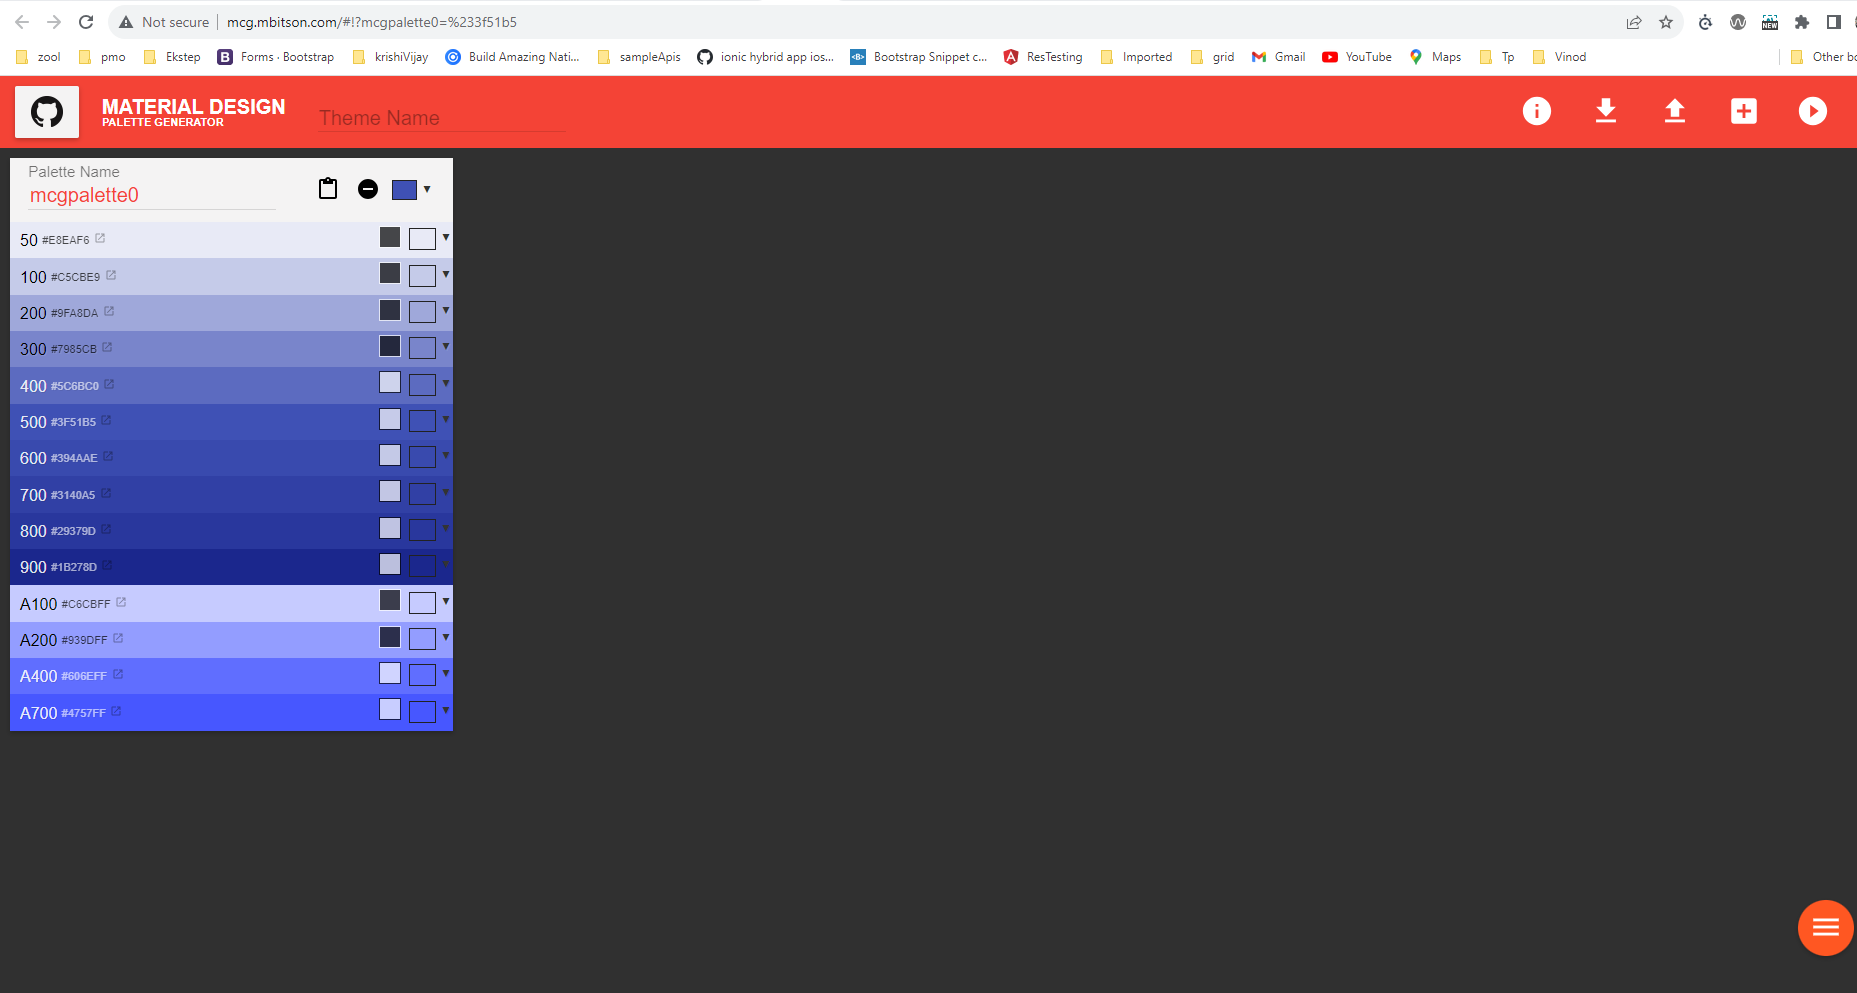 Not secure
mcg.mbitson.com/#!?mcgpalette0=%233f51b5
NEW
zool
pmo
Ekstep
B
Forms · Bootstrap
krishiVijay
Build Amazing Nati...
sampleApis
ionic hybrid app ios...
Bootstrap Snippet c...
ResTesting
Imported
grid
Gmail
YouTube
Maps
Tp
Vinod
Other bo
MATERIAL DESIGN
PALETTE GENERATOR
Theme Name
Palette Name
mcgpalette0
50 #E8EAF6
100 #C5CBE9
200 #9FA8DA
300 #7985CB
400 #5C6BC0
500 #3F51B5
600 #394AAE
700 #3140A5
800 #29379D
900 #1B278D
A100 #C6CBFF
A200 #939DFF
A400 #606EFF
A700 #4757FF